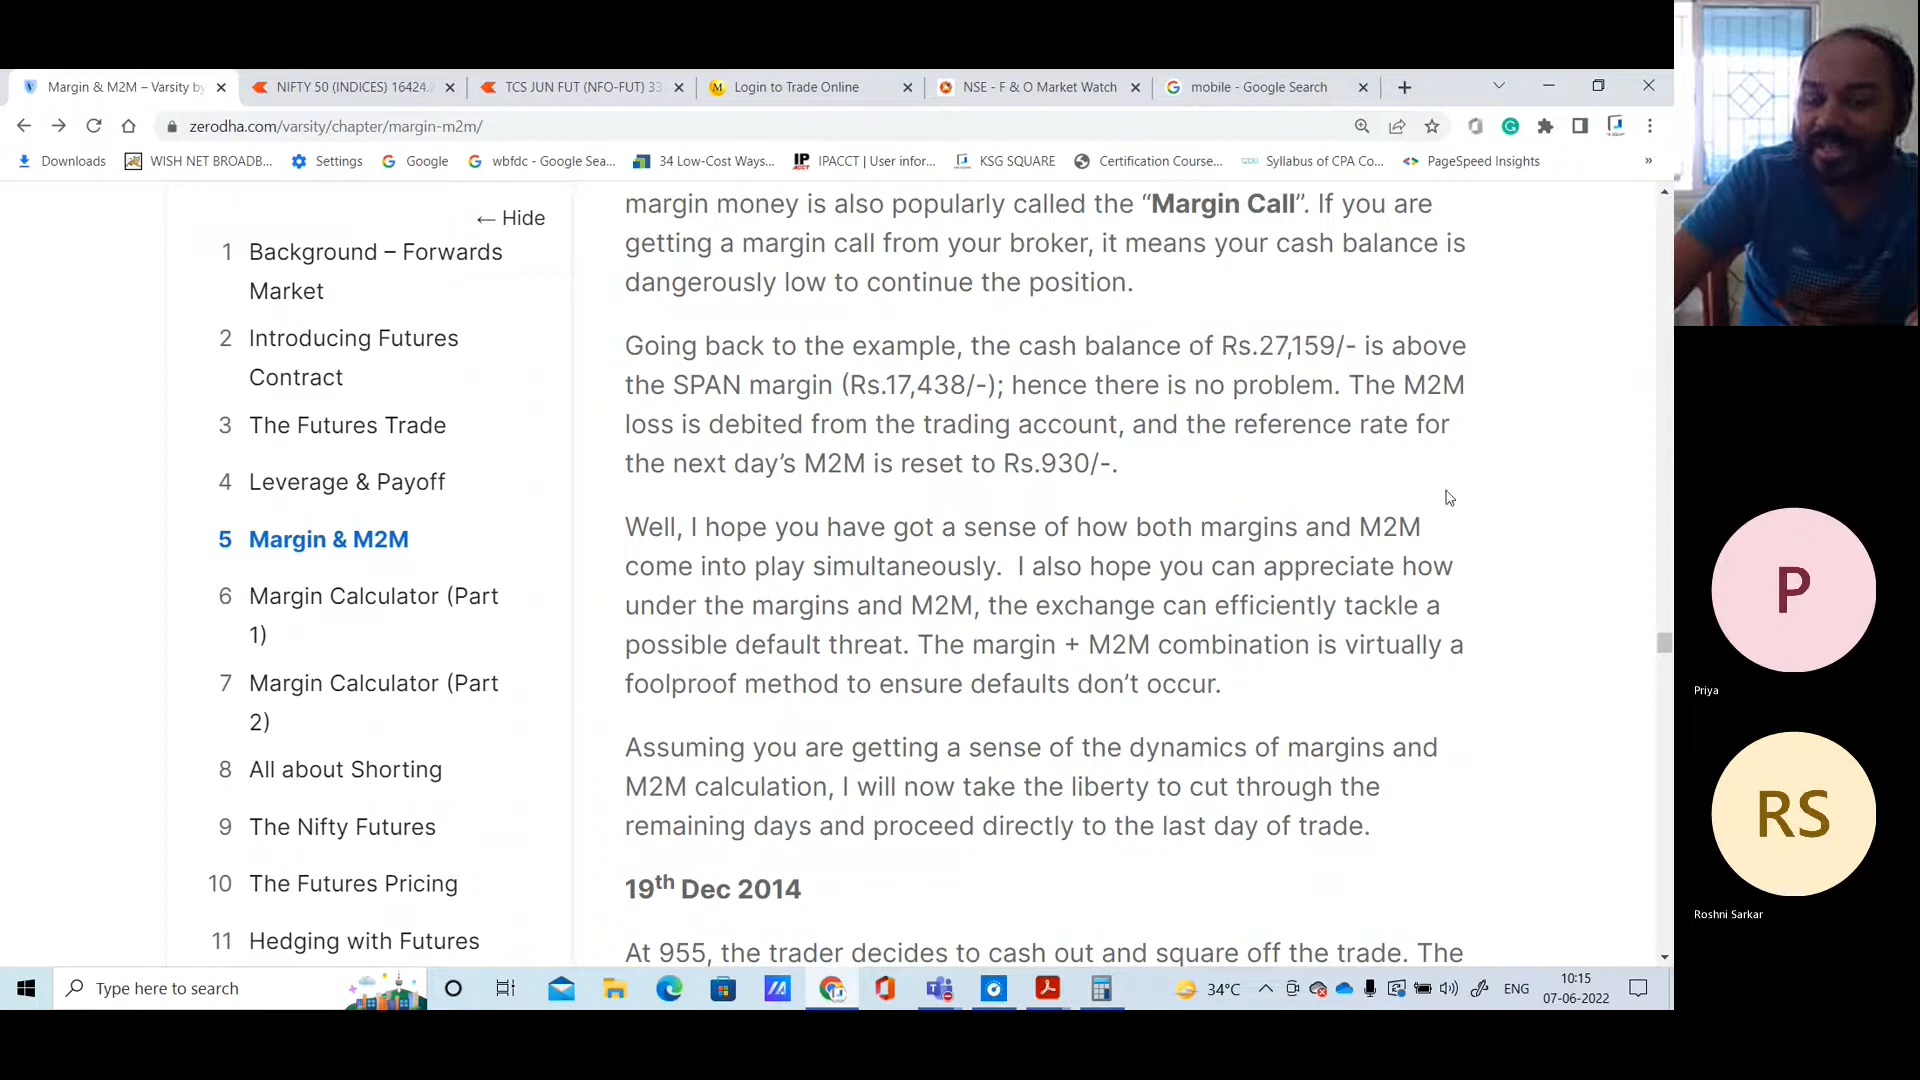 Margin & M2M – Varsity by
NIFTY 50 (INDICES) 16424.
TCS JUN FUT (NFO-FUT) 33
Login to Trade Online
NSE - F & O Market Watch
mobile - Google Search
zerodha.com/varsity/chapter/margin-m2m/
Downloads
WISH NET BROADB...
Settings
Google
wbfdc - Google Sea...
34 Low-Cost Ways...
IPACCT | User infor...
KSG SQUARE
Certification Course...
Syllabus of CPA Co...
PageSpeed Insights
»
← Hide
1 Background – Forwards
Market
2 Introducing Futures
Contract
3 The Futures Trade
4 Leverage & Payoff
5 Margin & M2M
6 Margin Calculator (Part
1)
7 Margin Calculator (Part
2)
8 All about Shorting
9 The Nifty Futures
10 The Futures Pricing
11 Hedging with Futures
margin money is also popularly called the “Margin Call”. If you are
getting a margin call from your broker, it means your cash balance is
dangerously low to continue the position.
Going back to the example, the cash balance of Rs.27,159/- is above
the SPAN margin (Rs.17,438/-); hence there is no problem. The M2M
loss is debited from the trading account, and the reference rate for
the next day’s M2M is reset to Rs.930/-.
Well, I hope you have got a sense of how both margins and M2M
come into play simultaneously. I also hope you can appreciate how
under the margins and M2M, the exchange can efficiently tackle a
possible default threat. The margin + M2M combination is virtually a
foolproof method to ensure defaults don’t occur.
Assuming you are getting a sense of the dynamics of margins and
M2M calculation, I will now take the liberty to cut through the
remaining days and proceed directly to the last day of trade.
19th Dec 2014
At 955, the trader decides to cash out and square off the trade. The
P
Priya
RS
Roshni Sarkar
Type here to search
34°C
ENG
10:15
07-06-2022